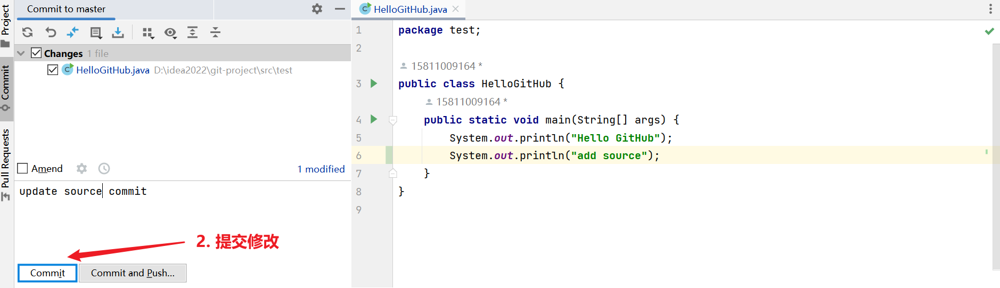 Project
Commit
Pull Requests
Commit to master
Changes 1 file
HelloGitHub.java D:\idea2022\git-project\src\test
Amend
1 modified
update source commit
2. 提交修改
Commit
Commit and Push...
HelloGitHub.java
1 package test;
2
15811009164 *
3 public class HelloGitHub {
15811009164 *
4 public static void main(String[] args) {
5 System.out.println("Hello GitHub");
6 System.out.println("add source");
7 }
8 }
9